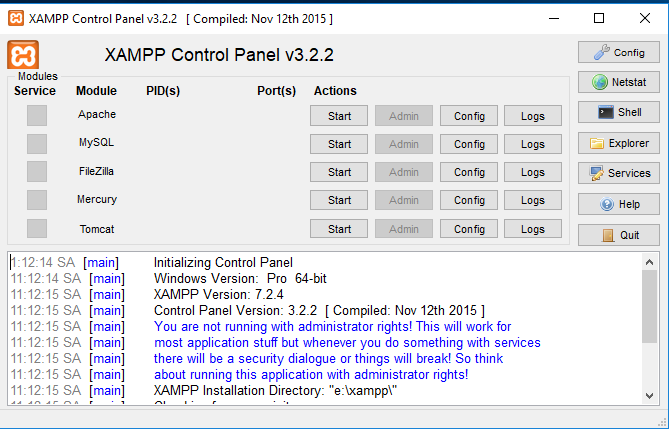 XAMPP Control Panel v3.2.2 [ Compiled: Nov 12th 2015 ]
XAMPP Control Panel v3.2.2
Config
Modules
Service Module PID(s) Port(s) Actions
Netstat
Apache Start Admin Config Logs
Shell
MySQL Start Admin Config Logs
Explorer
FileZilla Start Admin Config Logs
Services
Mercury Start Admin Config Logs
Help
Tomcat Start Admin Config Logs
Quit
1:12:14 SA [main] Initializing Control Panel
11:12:14 SA [main] Windows Version: Pro 64-bit
11:12:15 SA [main] XAMPP Version: 7.2.4
11:12:15 SA [main] Control Panel Version: 3.2.2 [ Compiled: Nov 12th 2015 ]
11:12:15 SA [main] You are not running with administrator rights! This will work for
11:12:15 SA [main] most application stuff but whenever you do something with services
11:12:15 SA [main] there will be a security dialogue or things will break! So think
11:12:15 SA [main] about running this application with administrator rights!
11:12:15 SA [main] XAMPP Installation Directory: "e:\xampp\"